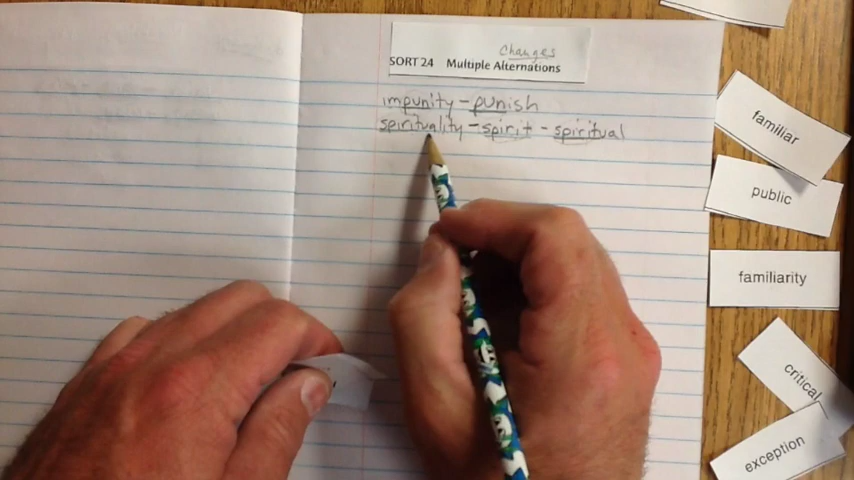 Changes
SORT 24 Multiple Alternations
impunity - punish
spirituality - spirit - spiritual
familiar
public
familiarity
critical
exception